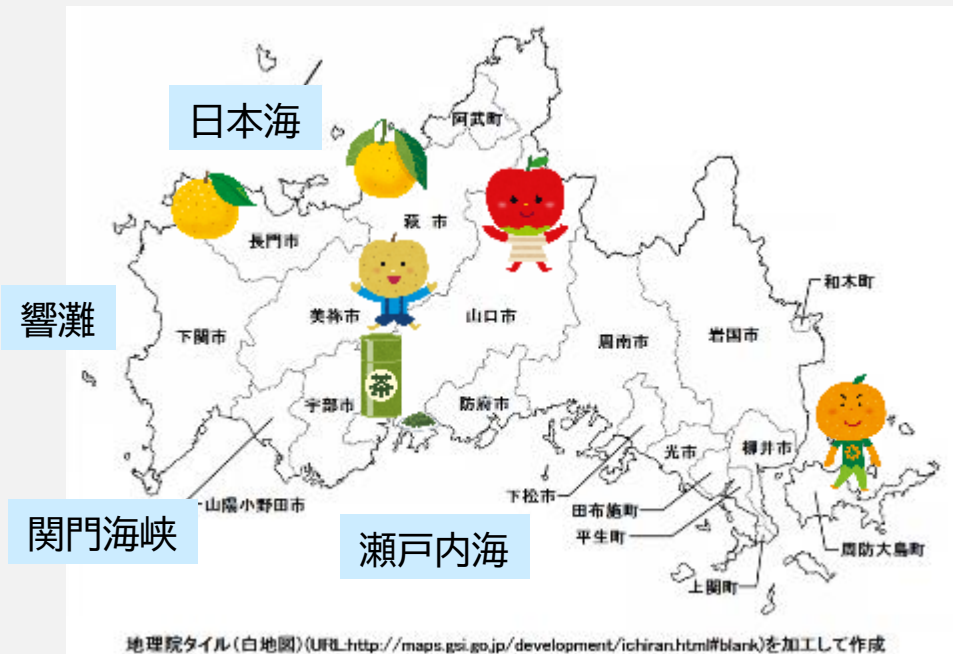 日本海
阿武町
萩市
長門市
和木町
響灘
美祢市
山口市
下関市
周南市
岩国市
茶
宇部市
防府市
光市
柳井市
下松市
山陽小野田市
田布施町
関門海峡
瀬戸内海
平生町
周防大島町
上関町
地理院タイル(白地図)(URL:http://maps.gsi.go.jp/development/ichiran.html#blank)を加工して作成